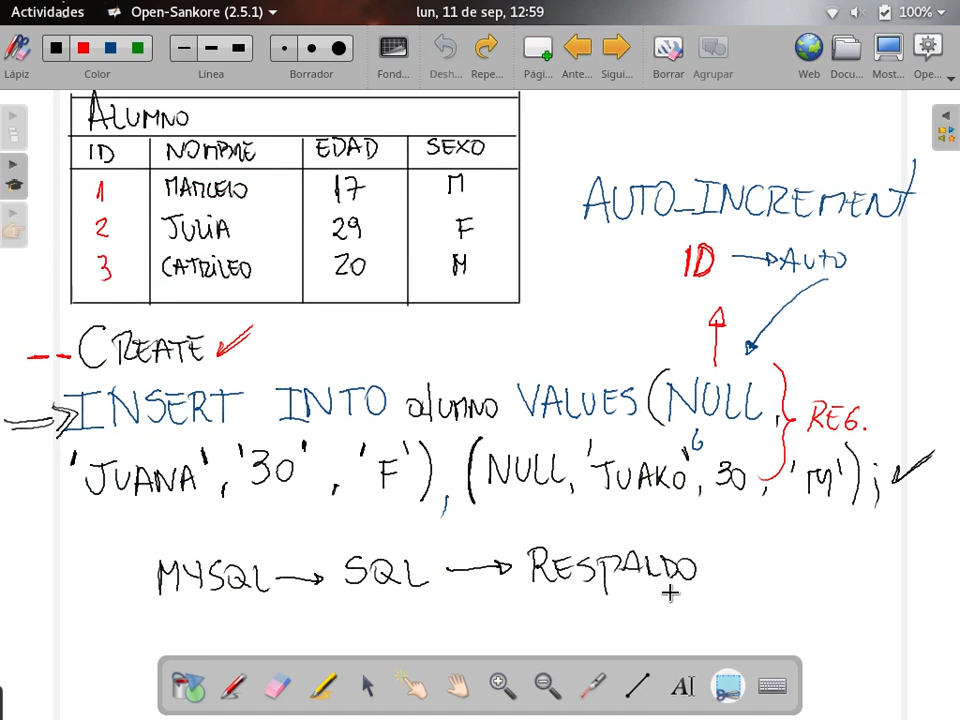 Actividades Open-Sankore (2.5.1) lun, 11 de sep, 12:59 100%
Lápiz Color Línea Borrador Fond... Desh... Repe... Pági... Ante... Sigui... Borrar Agrupar Web Docu... Most... Ope...
ALUMNO
ID NOMBRE EDAD SEXO
1 MARCELO 17 M
2 JULIA 29 F
3 CATRILEO 20 M
AUTO_INCREMENT
ID → AUTO
-- CREATE ✓
INSERT INTO alumno VALUES (NULL,
} REG.
6
'JUANA', '30', 'F'), (NULL, 'JUAKO', 30, 'M'); ✓
MYSQL → SQL → RESPALDO